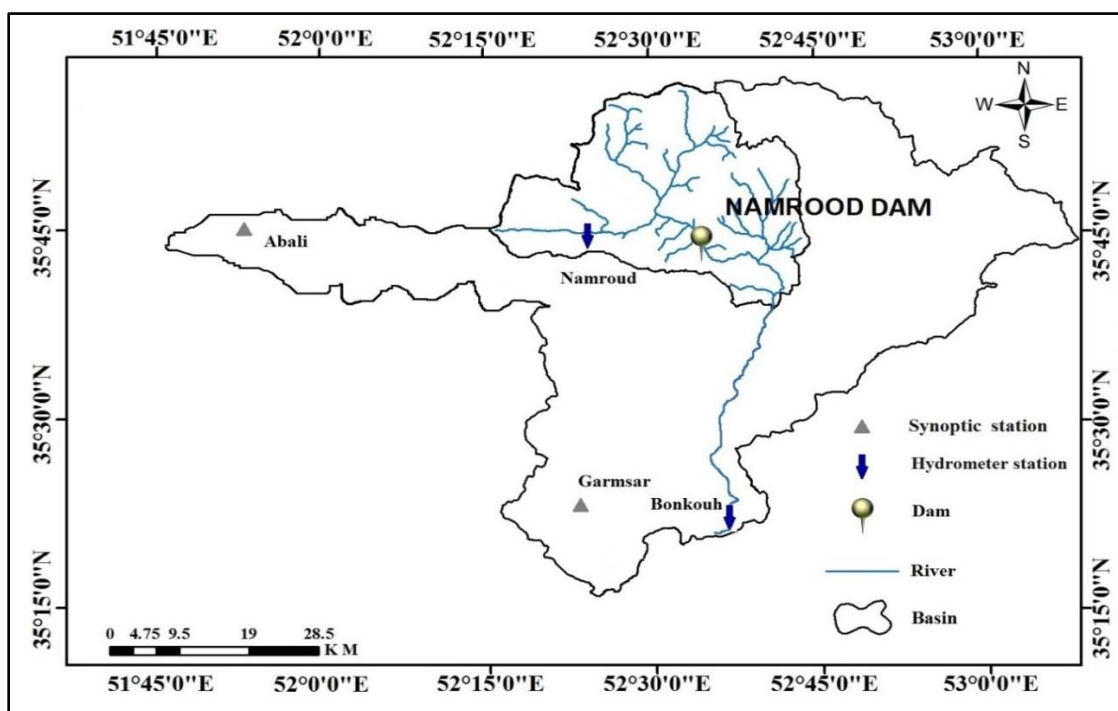 51°45'0"E 52°0'0"E 52°15'0"E 52°30'0"E 52°45'0"E 53°0'0"E
N
W E
S
35°45'0"N
35°30'0"N
35°15'0"N
NAMROOD DAM
Abali
Namroud
Garmsar
Bonkouh
Synoptic station
Hydrometer station
Dam
River
Basin
0 4.75 9.5 19 28.5
K M
35°45'0"N
35°30'0"N
35°15'0"N
51°45'0"E 52°0'0"E 52°15'0"E 52°30'0"E 52°45'0"E 53°0'0"E